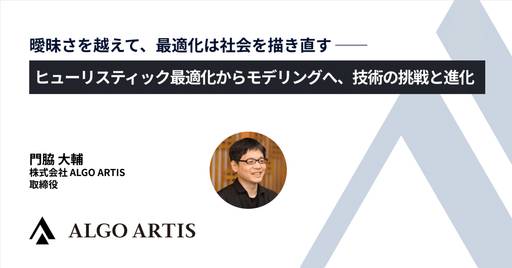 曖昧さを越えて、最適化は社会を描き直す ──
ヒューリスティック最適化からモデリングへ、技術の挑戦と進化
門脇 大輔
株式会社 ALGO ARTIS
取締役
ALGO ARTIS